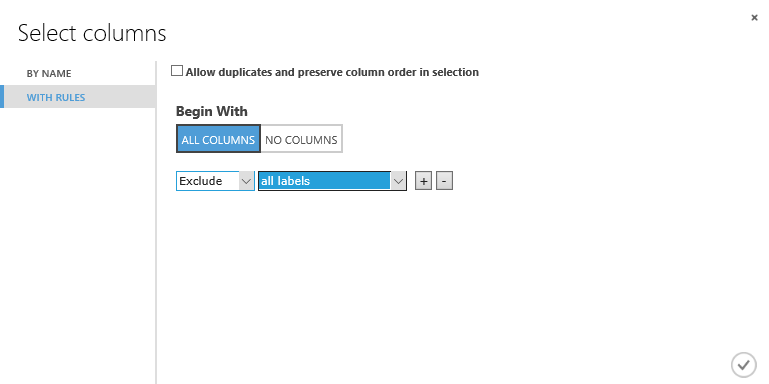 Select columns
BY NAME
WITH RULES
Allow duplicates and preserve column order in selection
Begin With
ALL COLUMNS NO COLUMNS
Exclude all labels + -